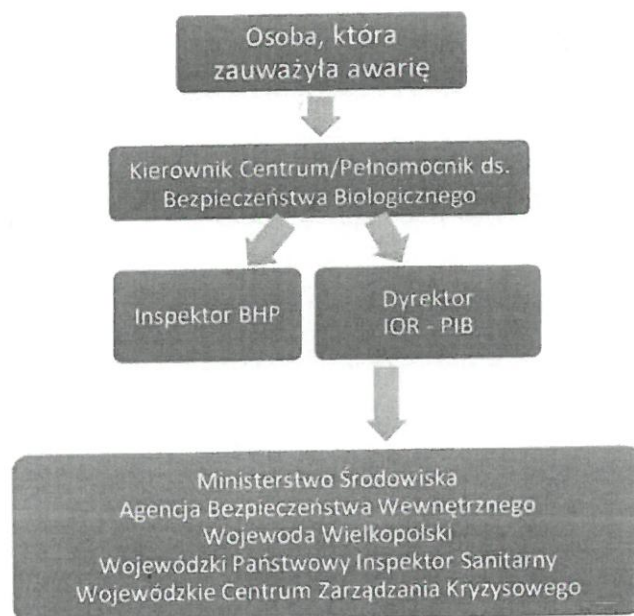 Osoba, która
zauważyła awarię
Kierownik Centrum/Pełnomocnik ds.
Bezpieczeństwa Biologicznego
Inspektor BHP
Dyrektor
IOR - PIB
Ministerstwo Środowiska
Agencja Bezpieczeństwa Wewnętrznego
Wojewoda Wielkopolski
Wojewódzki Państwowy Inspektor Sanitarny
Wojewódzkie Centrum Zarządzania Kryzysowego